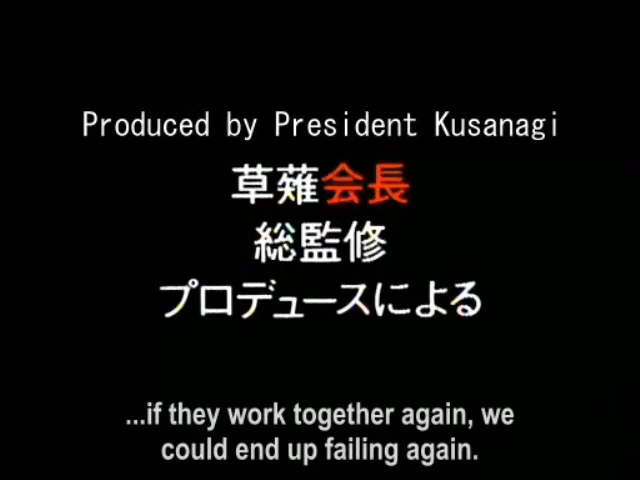 Produced by President Kusanagi
草薙会長
総監修
プロデュースによる
...if they work together again, we
could end up failing again.